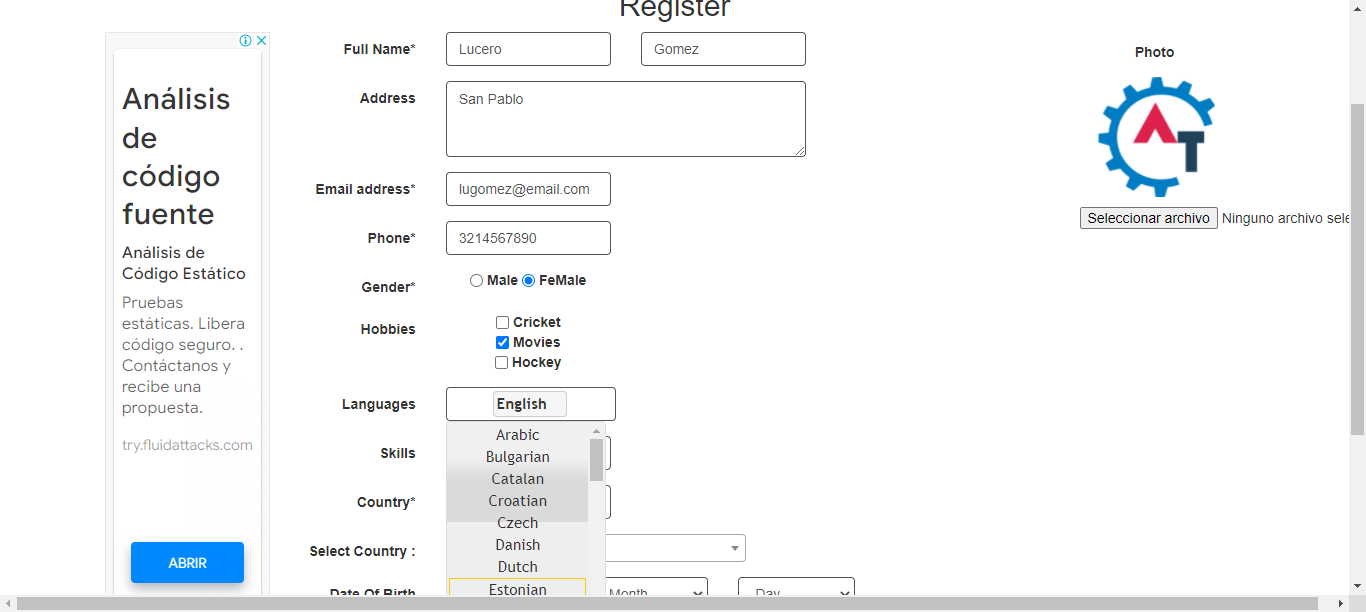 Register
Análisis
de
código
fuente
Análisis de
Código Estático
Pruebas
estáticas. Libera
código seguro. .
Contáctanos y
recibe una
propuesta.
try.fluidattacks.com
ABRIR
Full Name* Lucero Gomez
Address San Pablo
Email address* lugomez@email.com
Phone* 3214567890
Gender* Male FeMale
Hobbies Cricket
Movies
Hockey
Languages English
Arabic
Bulgarian
Catalan
Croatian
Czech
Danish
Dutch
Estonian
Skills
Country*
Select Country :
Date Of Birth Month Day
Photo
AT
Seleccionar archivo Ninguno archivo sele